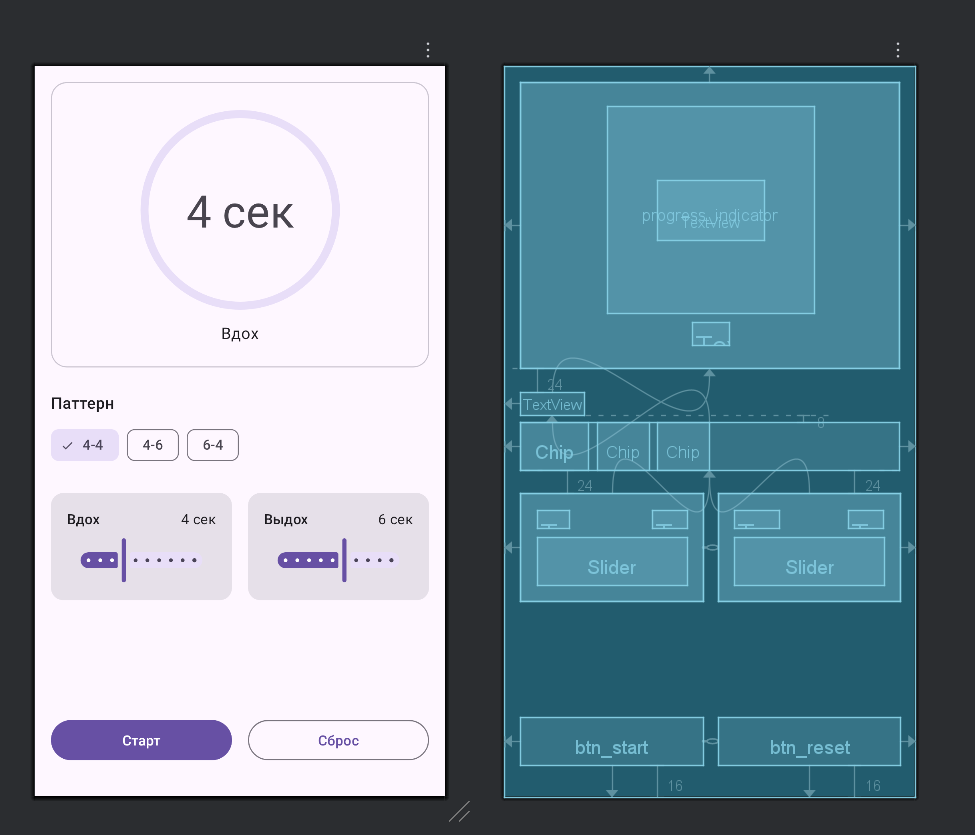 4 сек
Вдох
Паттерн
4-4
4-6
6-4
Вдох
4 сек
Выдох
6 сек
Старт
Сброс
progress_indicator
TextView
24
TextView
8
Chip
Chip
Chip
24
24
Slider
Slider
btn_start
btn_reset
16
16